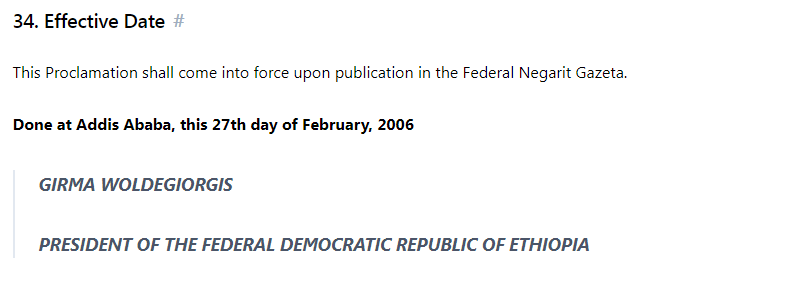 34. Effective Date #
This Proclamation shall come into force upon publication in the Federal Negarit Gazeta.
Done at Addis Ababa, this 27th day of February, 2006
GIRMA WOLDEGIORGIS
PRESIDENT OF THE FEDERAL DEMOCRATIC REPUBLIC OF ETHIOPIA